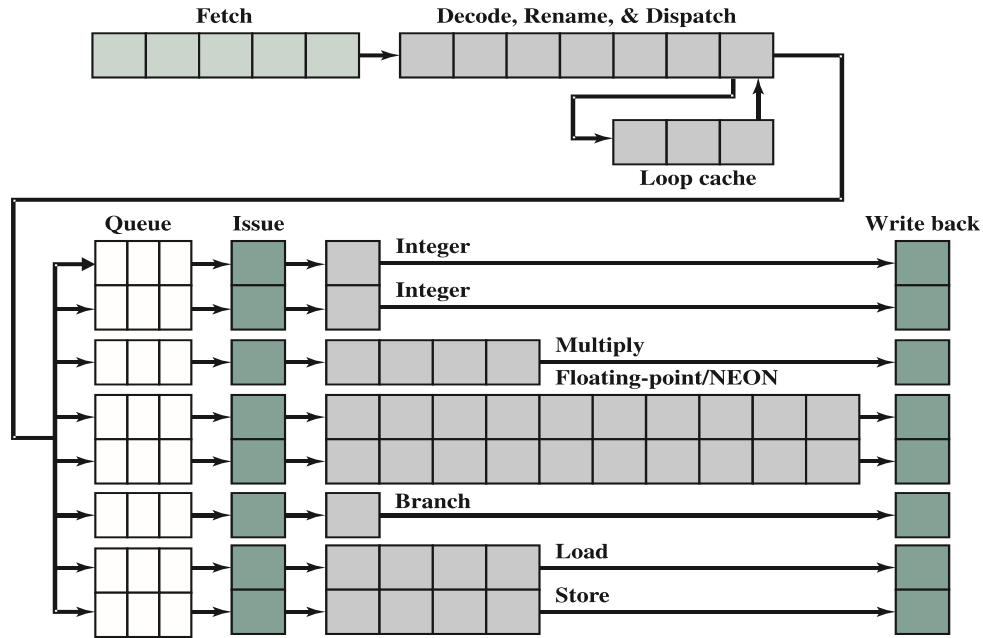 Fetch
Decode, Rename, & Dispatch
Loop cache
Queue
Issue
Write back
Integer
Integer
Multiply
Floating-point/NEON
Branch
Load
Store